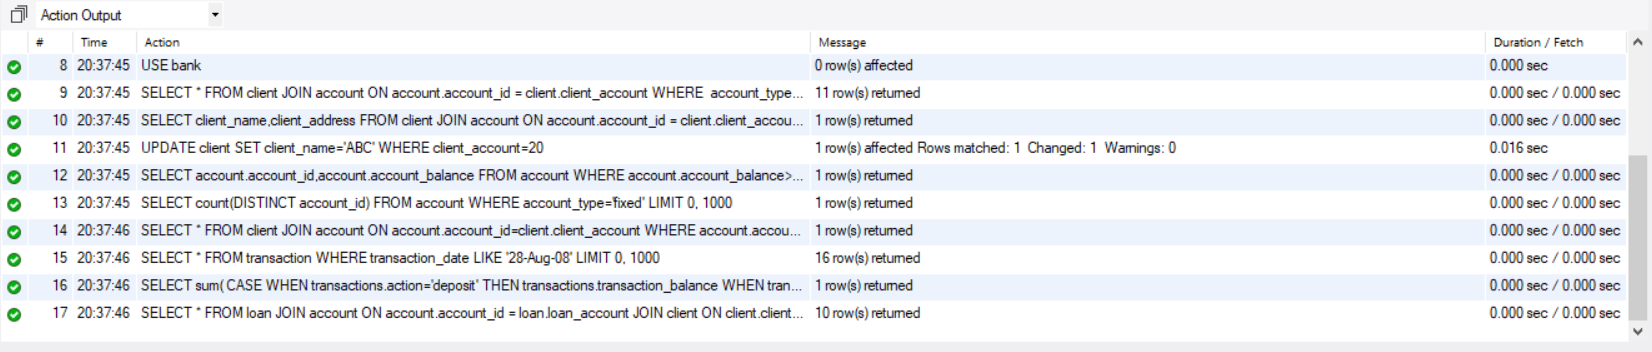 Action Output
# Time Action Message Duration / Fetch
8 20:37:45 USE bank 0 row(s) affected 0.000 sec
9 20:37:45 SELECT * FROM client JOIN account ON account.account_id = client.client_account WHERE  account_type... 11 row(s) returned 0.000 sec / 0.000 sec
10 20:37:45 SELECT client_name,client_address FROM client JOIN account ON account.account_id = client.client_accou... 1 row(s) returned 0.000 sec / 0.000 sec
11 20:37:45 UPDATE client SET client_name='ABC' WHERE client_account=20 1 row(s) affected Rows matched: 1  Changed: 1  Warnings: 0 0.016 sec
12 20:37:45 SELECT account.account_id,account.account_balance FROM account WHERE account.account_balance>... 1 row(s) returned 0.000 sec / 0.000 sec
13 20:37:45 SELECT count(DISTINCT account_id) FROM account WHERE account_type='fixed' LIMIT 0, 1000 1 row(s) returned 0.000 sec / 0.000 sec
14 20:37:46 SELECT * FROM client JOIN account ON account.account_id=client.client_account WHERE account.accou... 1 row(s) returned 0.000 sec / 0.000 sec
15 20:37:46 SELECT * FROM transaction WHERE transaction_date LIKE '28-Aug-08' LIMIT 0, 1000 16 row(s) returned 0.000 sec / 0.000 sec
16 20:37:46 SELECT sum( CASE WHEN transactions.action='deposit' THEN transactions.transaction_balance WHEN tran... 1 row(s) returned 0.000 sec / 0.000 sec
17 20:37:46 SELECT * FROM loan JOIN account ON account.account_id = loan.loan_account JOIN client ON client.client... 10 row(s) returned 0.000 sec / 0.000 sec